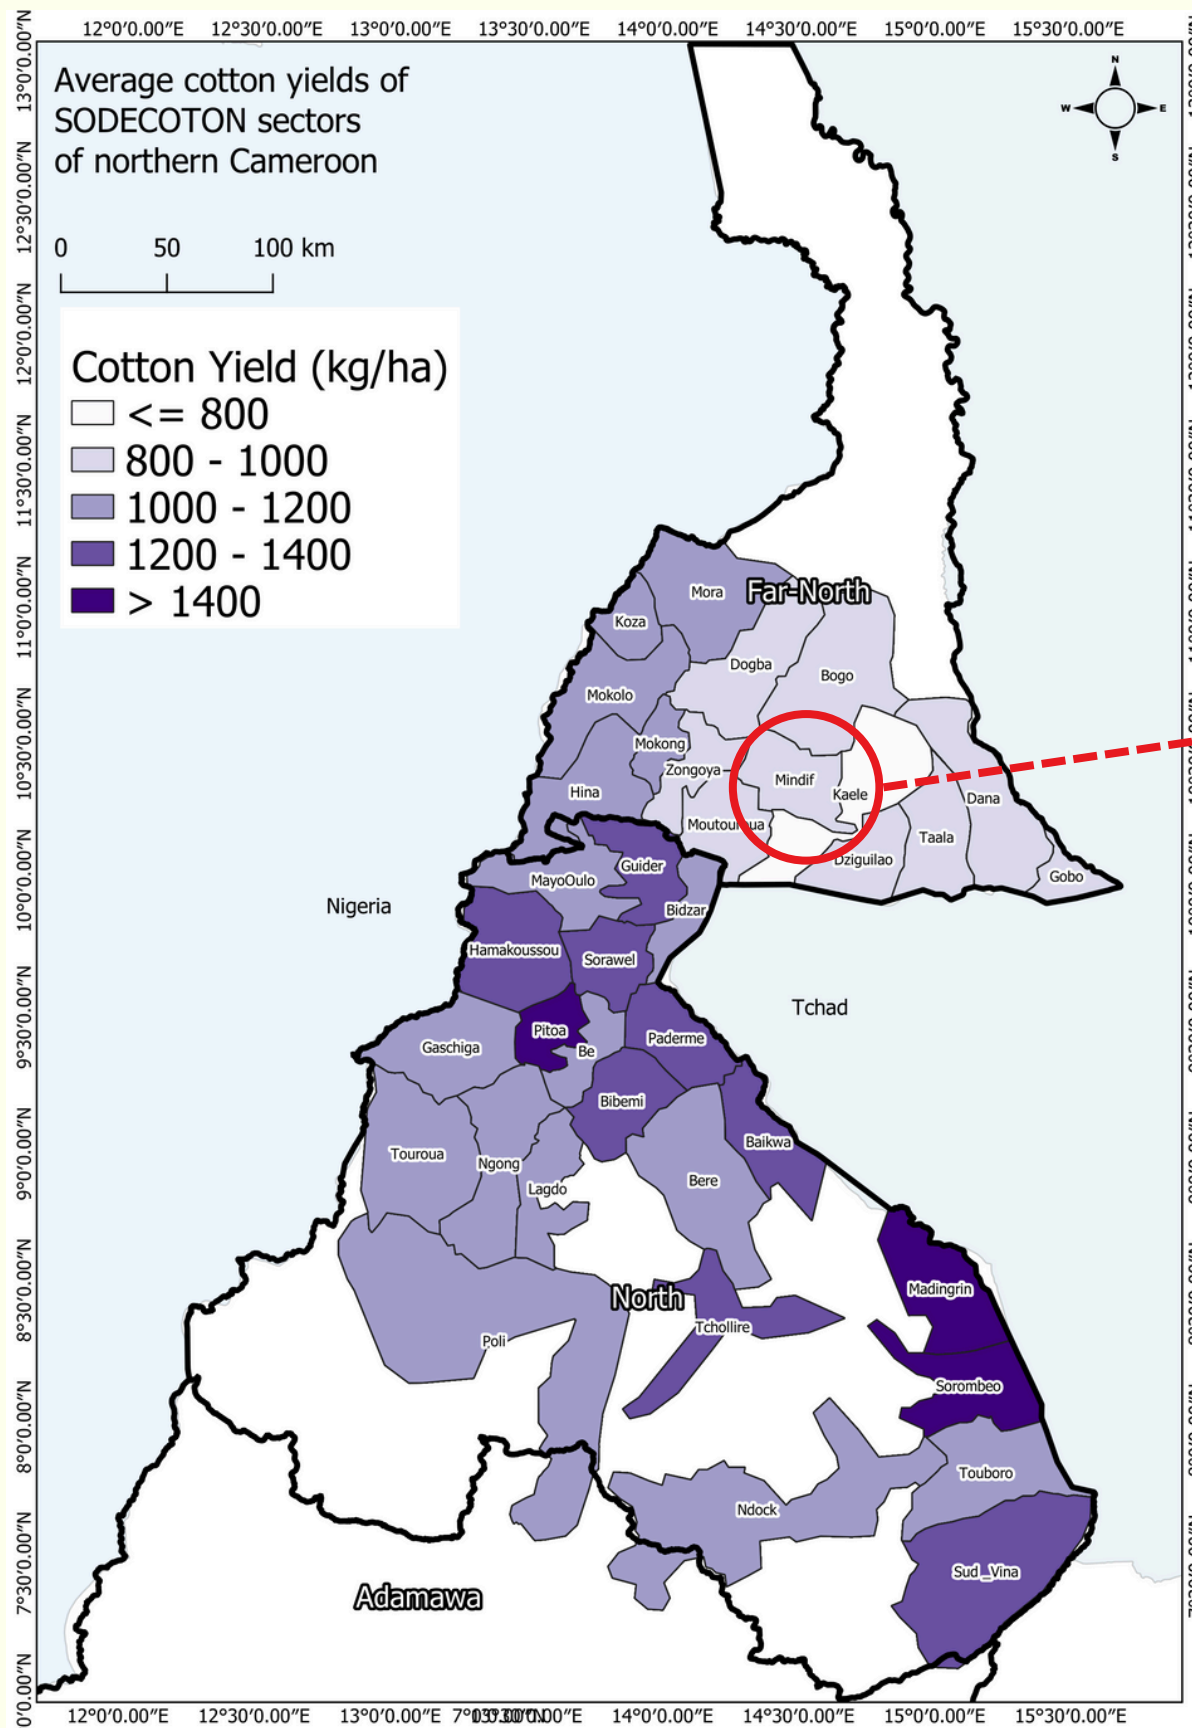 12°0'0.00"E 12°30'0.00"E 13°0'0.00"E 13°30'0.00"E 14°0'0.00"E 14°30'0.00"E 15°0'0.00"E 15°30'0.00"E
Average cotton yields of
SODECOTON sectors
of northern Cameroon
N
W E
S
0 50 100 km
Cotton Yield (kg/ha)
<= 800
800 - 1000
1000 - 1200
1200 - 1400
> 1400
13°0'0.00"N
12°30'0.00"N
12°0'0.00"N
11°30'0.00"N
11°0'0.00"N
10°30'0.00"N
10°0'0.00"N
9°30'0.00"N
9°0'0.00"N
8°30'0.00"N
8°0'0.00"N
7°30'0.00"N
0°0'0.00"N
Far-North
Mora
Koza
Dogba
Bogo
Mokolo
Mokong
Zongoya
Mindif
Kaele
Hina
Dana
Moutouroua
Taala
Dziguilao
Guider
MayoOulo
Gobo
Nigeria
Bidzar
Hamakoussou
Sorawel
Tchad
Pitoa
Gaschiga
Be
Paderme
Bibemi
Baikwa
Touroua
Ngong
Lagdo
Bere
Madingrin
North
Tchollire
Poli
Sorombeo
Touboro
Ndock
Sud_Vina
Adamawa
12°0'0.00"E 12°30'0.00"E 13°0'0.00"E 14°0'0.00"E 14°30'0.00"E 15°0'0.00"E 15°30'0.00"E